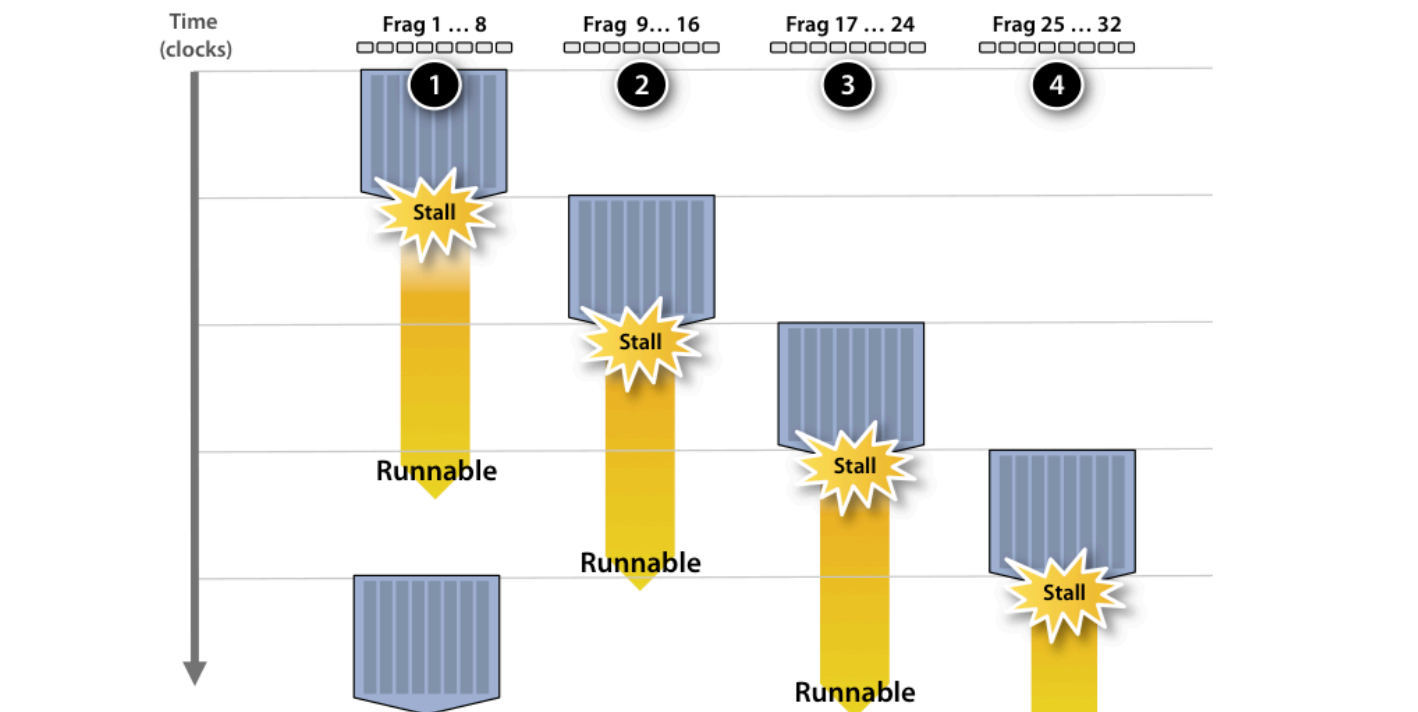 Time
(clocks)
Frag 1 … 8
Frag 9… 16
Frag 17 … 24
Frag 25 … 32
1
2
3
4
Stall
Stall
Stall
Runnable
Runnable
Stall
Runnable